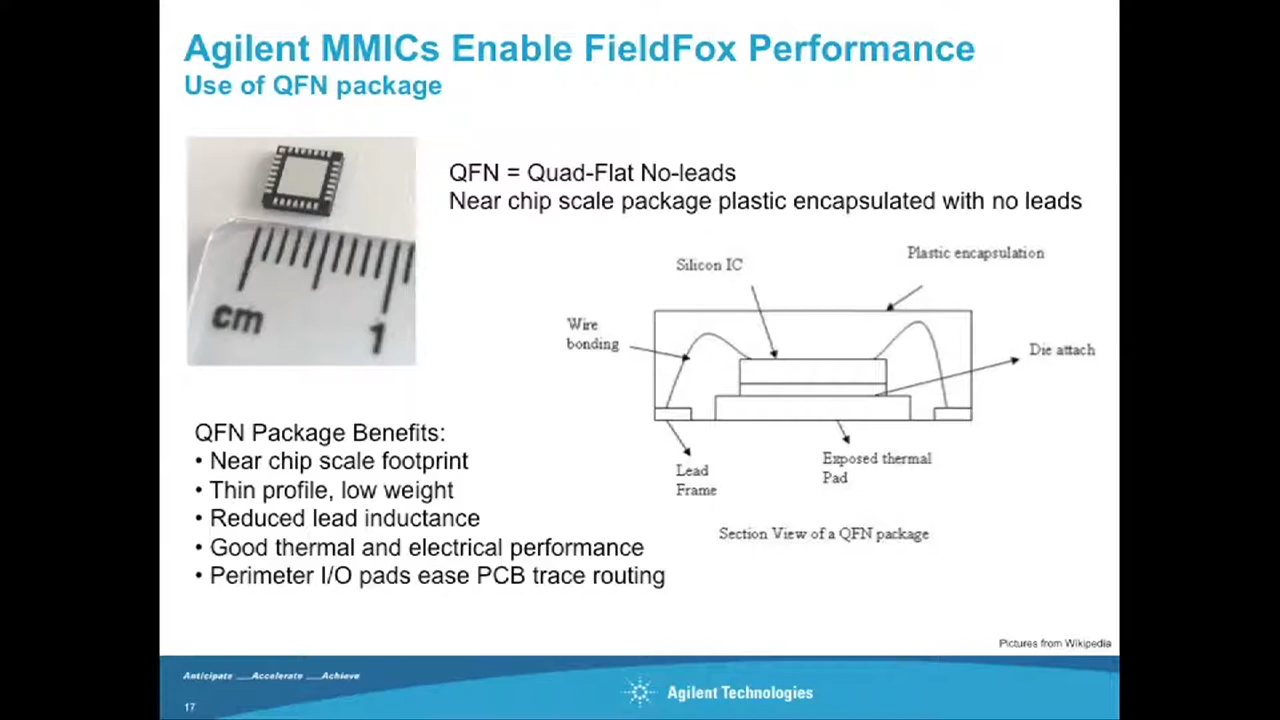 Agilent MMICs Enable FieldFox Performance
Use of QFN package
QFN = Quad-Flat No-leads
Near chip scale package plastic encapsulated with no leads
cm
1
Silicon IC
Plastic encapsulation
Wire
bonding
Die attach
Lead
Frame
Exposed thermal
Pad
Section View of a QFN package
QFN Package Benefits:
• Near chip scale footprint
• Thin profile, low weight
• Reduced lead inductance
• Good thermal and electrical performance
• Perimeter I/O pads ease PCB trace routing
Pictures from Wikipedia
Anticipate __Accelerate __Achieve
Agilent Technologies
17